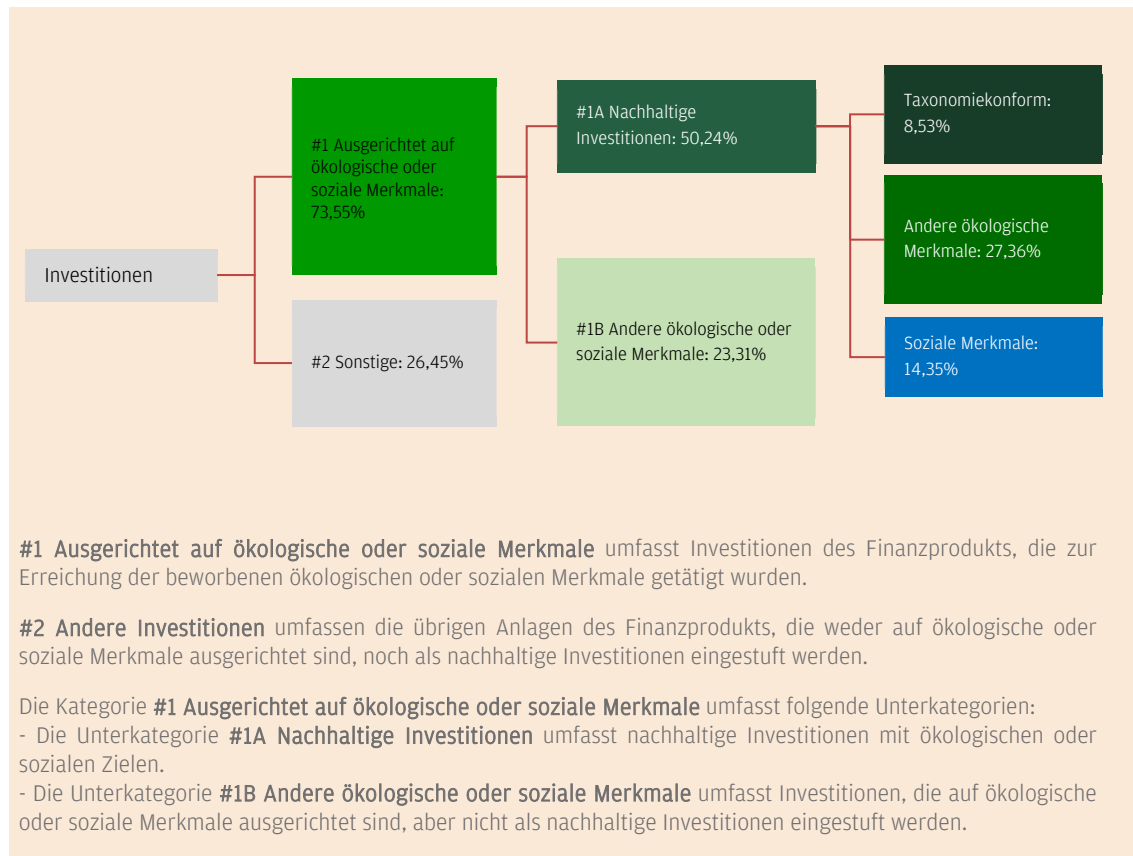 Investitionen
#1 Ausgerichtet auf
ökologische oder
soziale Merkmale:
73,55%
#2 Sonstige: 26,45%
#1A Nachhaltige
Investitionen: 50,24%
#1B Andere ökologische oder
soziale Merkmale: 23,31%
Taxonomiekonform:
8,53%
Andere ökologische
Merkmale: 27,36%
Soziale Merkmale:
14,35%
#1 Ausgerichtet auf ökologische oder soziale Merkmale umfasst Investitionen des Finanzprodukts, die zur
Erreichung der beworbenen ökologischen oder sozialen Merkmale getätigt wurden.
#2 Andere Investitionen umfassen die übrigen Anlagen des Finanzprodukts, die weder auf ökologische oder
soziale Merkmale ausgerichtet sind, noch als nachhaltige Investitionen eingestuft werden.
Die Kategorie #1 Ausgerichtet auf ökologische oder soziale Merkmale umfasst folgende Unterkategorien:
- Die Unterkategorie #1A Nachhaltige Investitionen umfasst nachhaltige Investitionen mit ökologischen oder
sozialen Zielen.
- Die Unterkategorie #1B Andere ökologische oder soziale Merkmale umfasst Investitionen, die auf ökologische
oder soziale Merkmale ausgerichtet sind, aber nicht als nachhaltige Investitionen eingestuft werden.